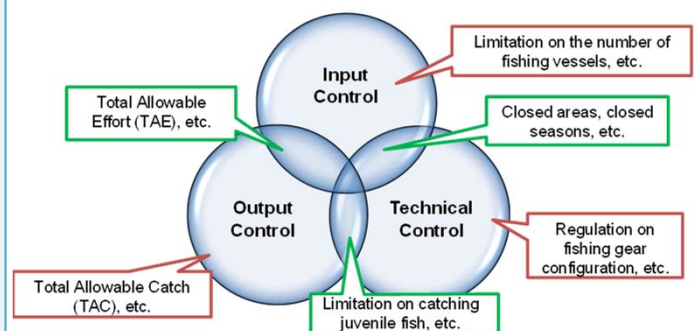 Limitation on the number of
fishing vessels, etc.
Input
Control
Total Allowable
Effort (TAE), etc.
Closed areas, closed
seasons, etc.
Output
Control
Technical
Control
Regulation on
fishing gear
configuration, etc.
Total Allowable Catch
(TAC), etc.
Limitation on catching
juvenile fish, etc.